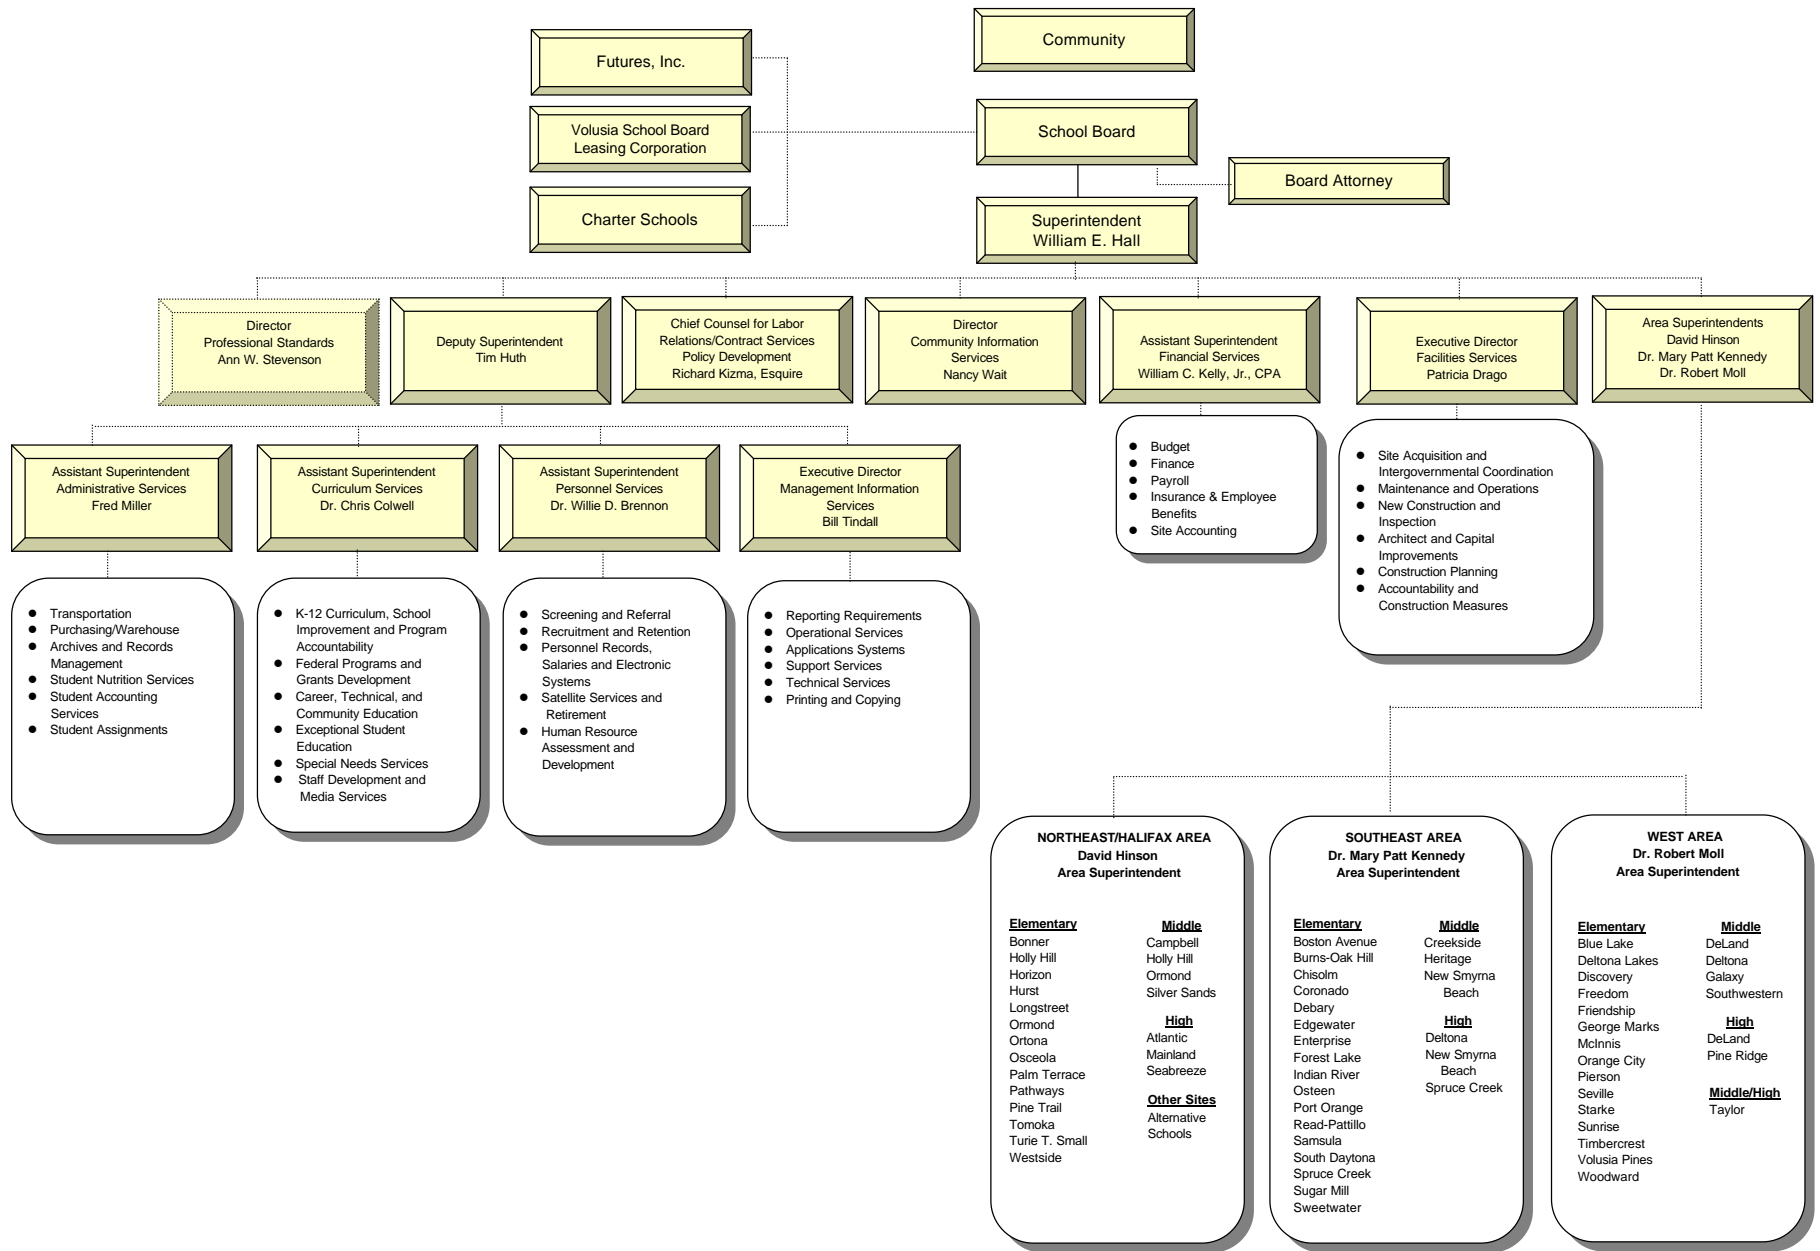 Community
Futures, Inc.
Volusia School Board
Leasing Corporation
School Board
Board Attorney
Charter Schools
Superintendent
William E. Hall
Director
Professional Standards
Ann W. Stevenson
Deputy Superintendent
Tim Huth
Chief Counsel for Labor
Relations/Contract Services
Policy Development
Richard Kizma, Esquire
Director
Community Information
Services
Nancy Wait
Assistant Superintendent
Financial Services
William C. Kelly, Jr., CPA
Executive Director
Facilities Services
Patricia Drago
Area Superintendents
David Hinson
Dr. Mary Patt Kennedy
Dr. Robert Moll
● Budget
● Finance
● Payroll
● Insurance & Employee
Benefits
● Site Accounting
● Site Acquisition and
Intergovernmental Coordination
● Maintenance and Operations
● New Construction and
Inspection
● Architect and Capital
Improvements
● Construction Planning
● Accountability and
Construction Measures
Assistant Superintendent
Administrative Services
Fred Miller
Assistant Superintendent
Curriculum Services
Dr. Chris Colwell
Assistant Superintendent
Personnel Services
Dr. Willie D. Brennon
Executive Director
Management Information
Services
Bill Tindall
● Transportation
● Purchasing/Warehouse
● Archives and Records
Management
● Student Nutrition Services
● Student Accounting
Services
● Student Assignments
● K-12 Curriculum, School
Improvement and Program
Accountability
● Federal Programs and
Grants Development
● Career, Technical, and
Community Education
● Exceptional Student
Education
● Special Needs Services
● Staff Development and
Media Services
● Screening and Referral
● Recruitment and Retention
● Personnel Records,
Salaries and Electronic
Systems
● Satellite Services and
Retirement
● Human Resource
Assessment and
Development
● Reporting Requirements
● Operational Services
● Applications Systems
● Support Services
● Technical Services
● Printing and Copying
NORTHEAST/HALIFAX AREA
David Hinson
Area Superintendent
Elementary
Bonner
Holly Hill
Horizon
Hurst
Longstreet
Ormond
Ortona
Osceola
Palm Terrace
Pathways
Pine Trail
Tomoka
Turie T. Small
Westside
Middle
Campbell
Holly Hill
Ormond
Silver Sands
High
Atlantic
Mainland
Seabreeze
Other Sites
Alternative
Schools
SOUTHEAST AREA
Dr. Mary Patt Kennedy
Area Superintendent
Elementary
Boston Avenue
Burns-Oak Hill
Chisolm
Coronado
Debary
Edgewater
Enterprise
Forest Lake
Indian River
Osteen
Port Orange
Read-Pattillo
Samsula
South Daytona
Spruce Creek
Sugar Mill
Sweetwater
Middle
Creekside
Heritage
New Smyrna
Beach
High
Deltona
New Smyrna
Beach
Spruce Creek
WEST AREA
Dr. Robert Moll
Area Superintendent
Elementary
Blue Lake
Deltona Lakes
Discovery
Freedom
Friendship
George Marks
McInnis
Orange City
Pierson
Seville
Starke
Sunrise
Timbercrest
Volusia Pines
Woodward
Middle
DeLand
Deltona
Galaxy
Southwestern
High
DeLand
Pine Ridge
Middle/High
Taylor